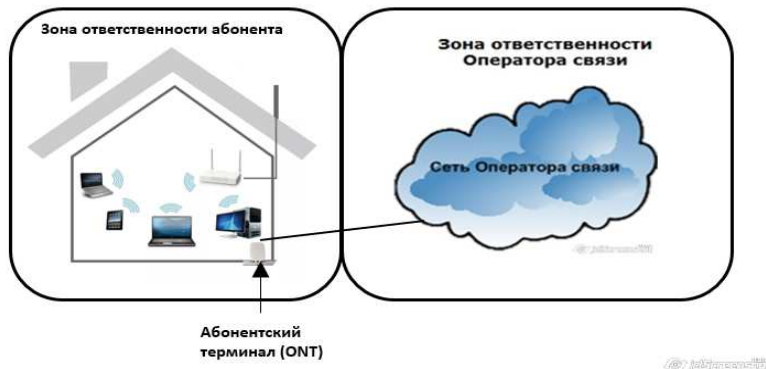 Зона ответственности абонента
Зона ответственности
Оператора связи
Сеть Оператора связи
Абонентский
терминал (ONT)